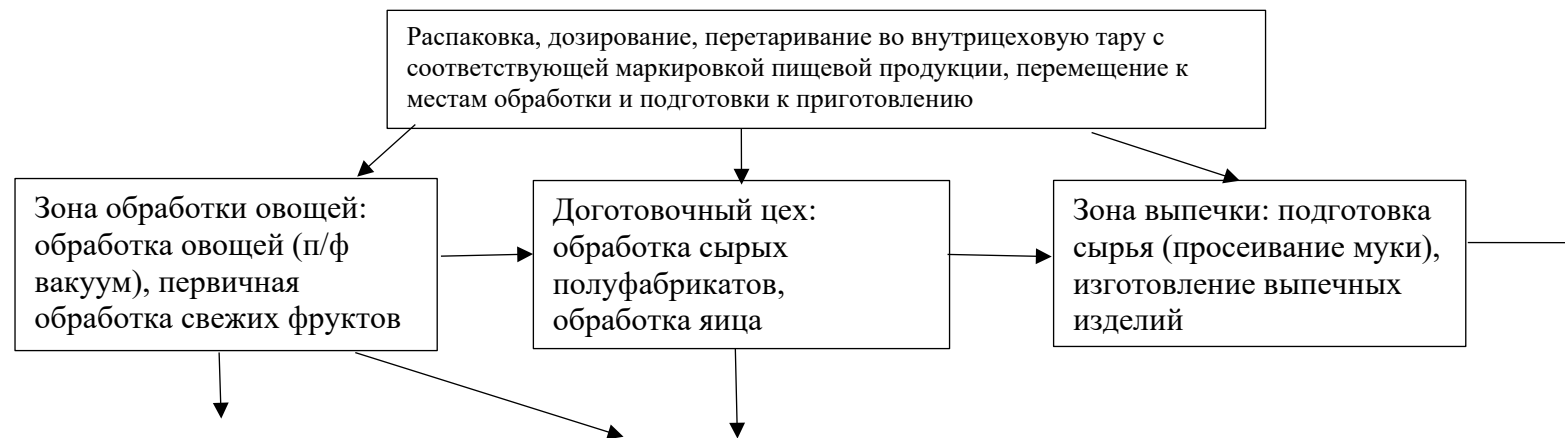 Распаковка, дозирование, перетаривание во внутрицеховую тару с
соответствующей маркировкой пищевой продукции, перемещение к
местам обработки и подготовки к приготовлению
Зона обработки овощей:
обработка овощей (п/ф
вакуум), первичная
обработка свежих фруктов
Доготовочный цех:
обработка сырых
полуфабрикатов,
обработка яица
Зона выпечки: подготовка
сырья (просеивание муки),
изготовление выпечных
изделий